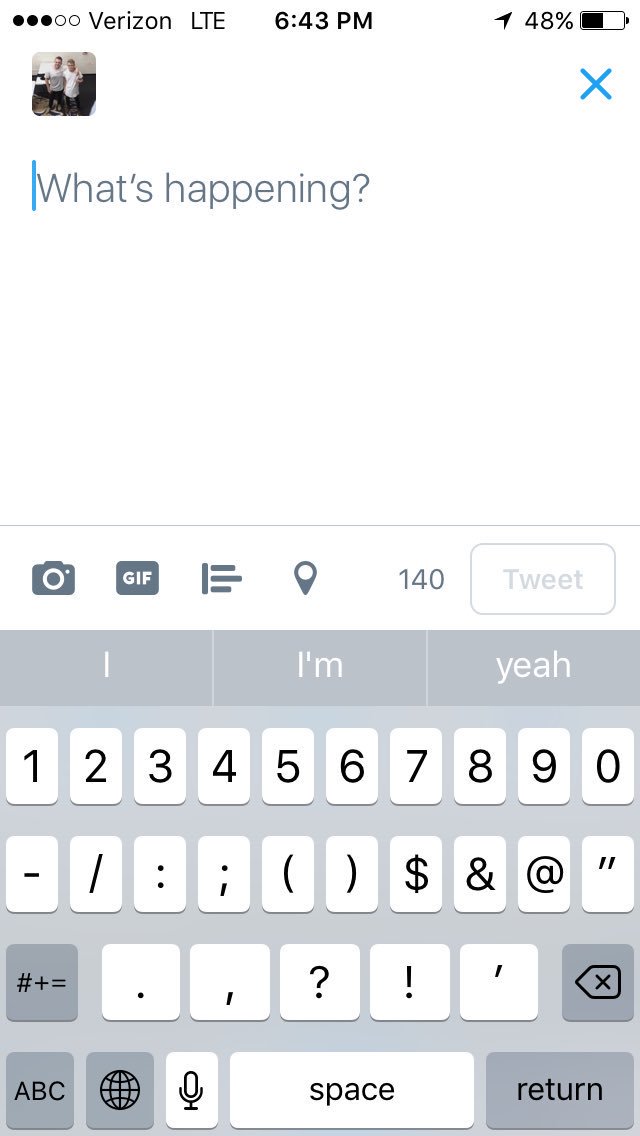 Verizon LTE 6:43 PM 48%
What's happening?
GIF 140 Tweet
I I'm yeah
1 2 3 4 5 6 7 8 9 0
- / : ; ( ) $ & @ "
#+= . , ? ! '
ABC space return